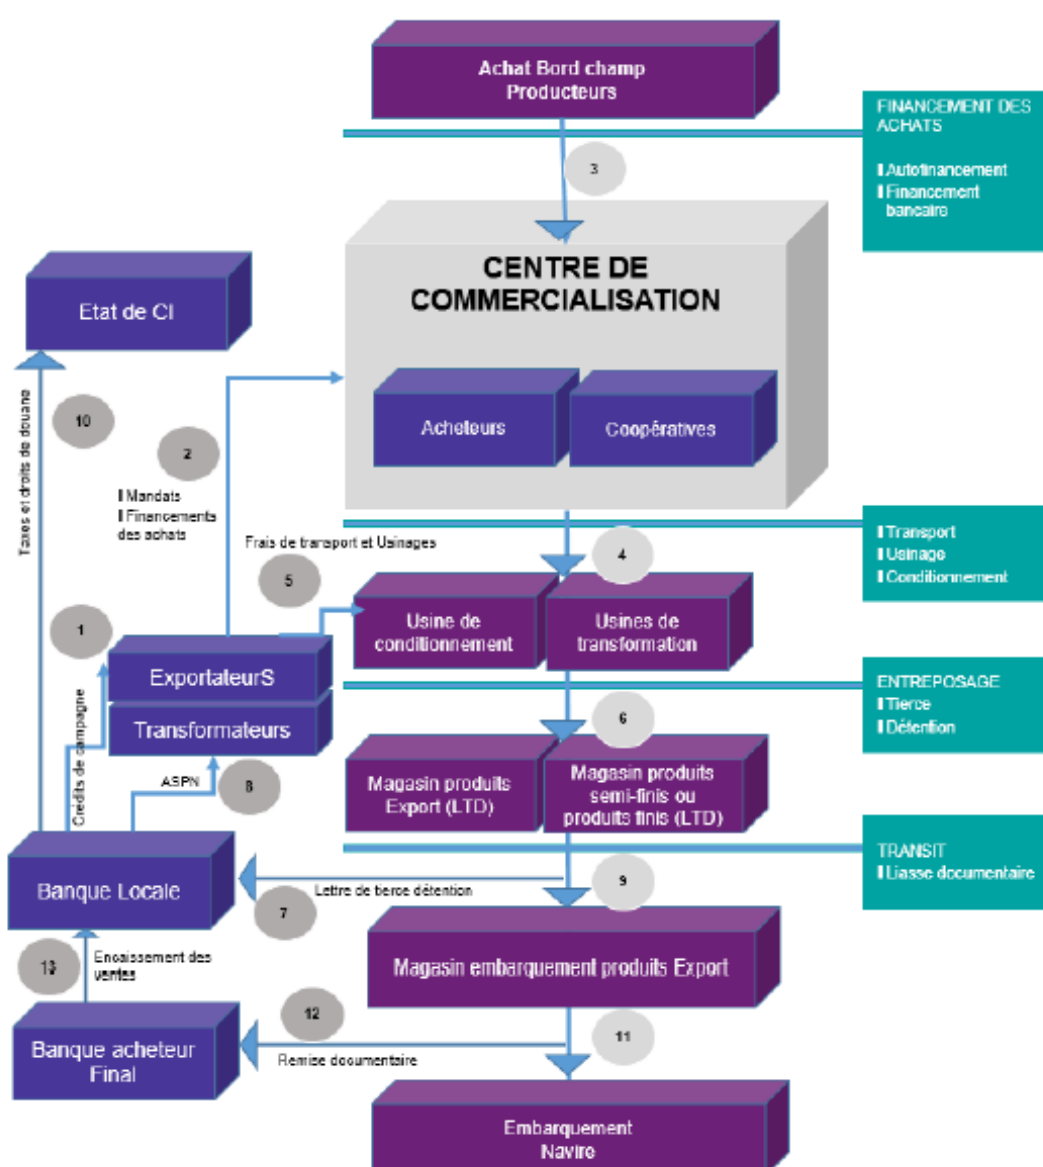 Achat Bord champ
Producteurs
FINANCEMENT DES
ACHATS
Autofinancement
Financement
bancaire
3
CENTRE DE
COMMERCIALISATION
Acheteurs
Coopératives
Etat de CI
10
Taxes et droits de douane
2
Mandats
Financements
des achats
Frais de transport et Usinages
4
Transport
Usinage
Conditionnement
5
Usine de
conditionnement
Usines de
transformation
1
Crédits de campagne
ExportateurS
Transformateurs
ENTREPOSAGE
Tierce
Détention
6
ASPN
8
Magasin produits
Export (LTD)
Magasin produits
semi-finis ou
produits finis (LTD)
TRANSIT
Liasse documentaire
Banque Locale
Lettre de tierce détention
7
9
13
Encaissement des
ventes
Magasin embarquement produits Export
12
11
Banque acheteur
Final
Remise documentaire
Embarquement
Navire